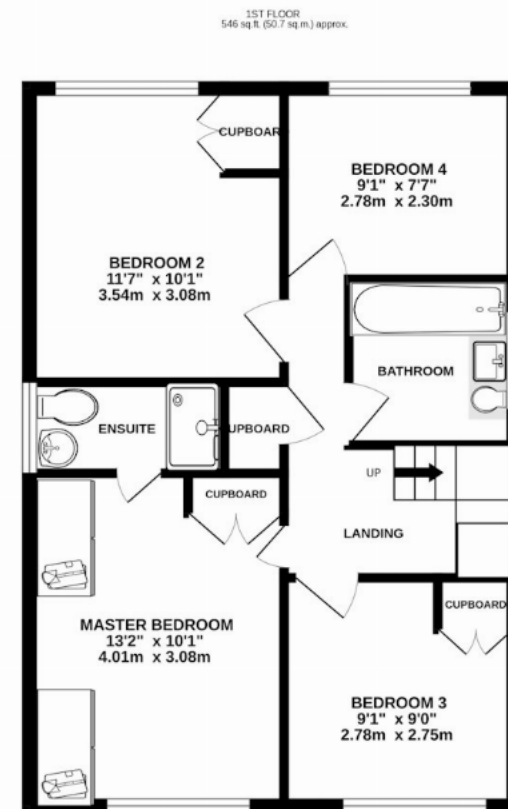 1ST FLOOR
546 sq.ft. (50.7 sq.m.) approx.
CUPBOARD
BEDROOM 4
9'1" x 7'7"
2.78m x 2.30m
BEDROOM 2
11'7" x 10'1"
3.54m x 3.08m
BATHROOM
ENSUITE
UPBOARD
UP
CUPBOARD
LANDING
CUPBOARD
MASTER BEDROOM
13'2" x 10'1"
4.01m x 3.08m
BEDROOM 3
9'1" x 9'0"
2.78m x 2.75m